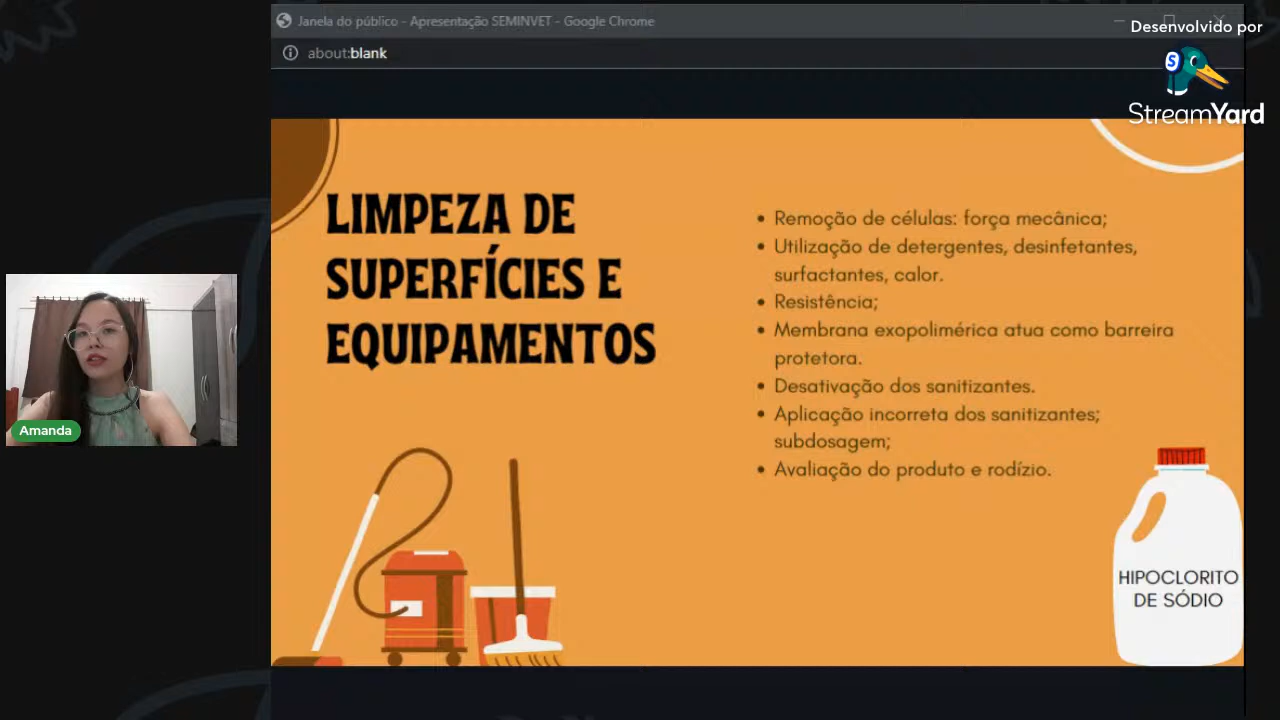 Janela do público - Apresentação SEMINVET - Google Chrome
about:blank
Desenvolvido por
S
StreamYard
LIMPEZA DE
SUPERFÍCIES E
EQUIPAMENTOS
• Remoção de células: força mecânica;
• Utilização de detergentes, desinfetantes,
surfactantes, calor.
• Resistência;
• Membrana exopolimérica atua como barreira
protetora.
• Desativação dos sanitizantes.
• Aplicação incorreta dos sanitizantes;
subdosagem;
• Avaliação do produto e rodízio.
Amanda
HIPOCLORITO
DE SÓDIO